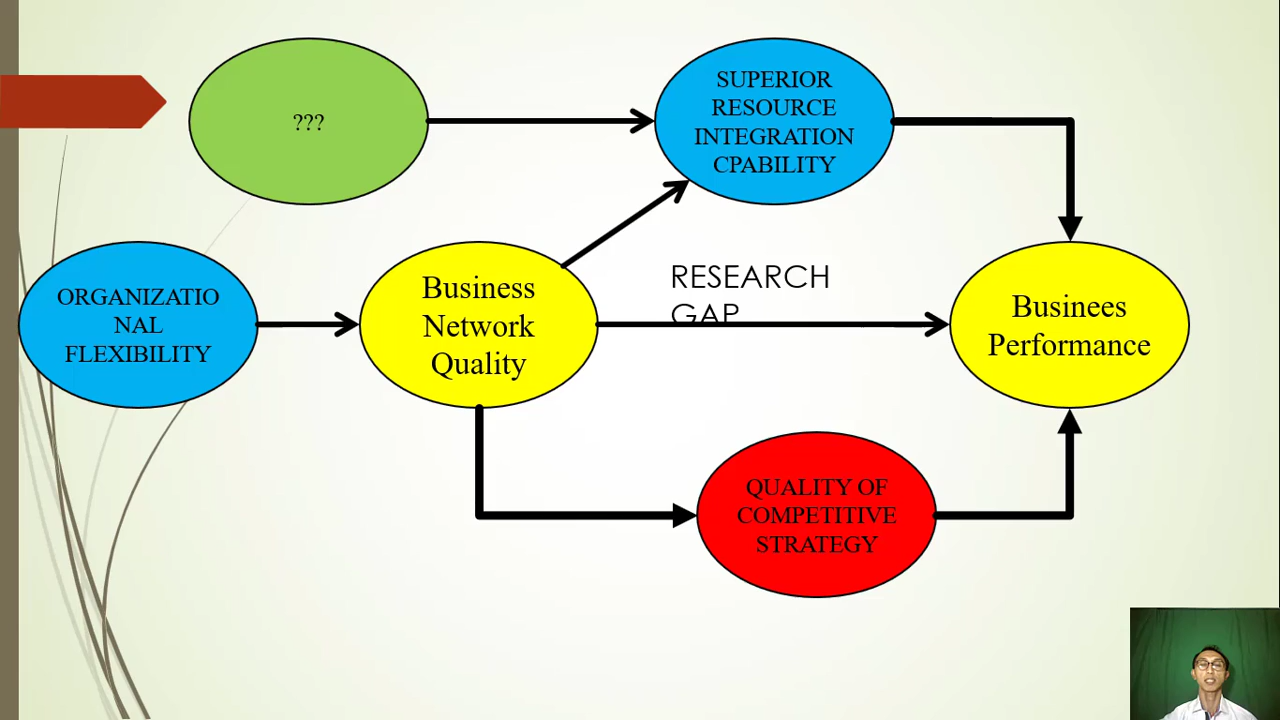 ???
SUPERIOR
RESOURCE
INTEGRATION
CPABILITY
ORGANIZATIO
NAL
FLEXIBILITY
Business
Network
Quality
RESEARCH
GAP
Businees
Performance
QUALITY OF
COMPETITIVE
STRATEGY